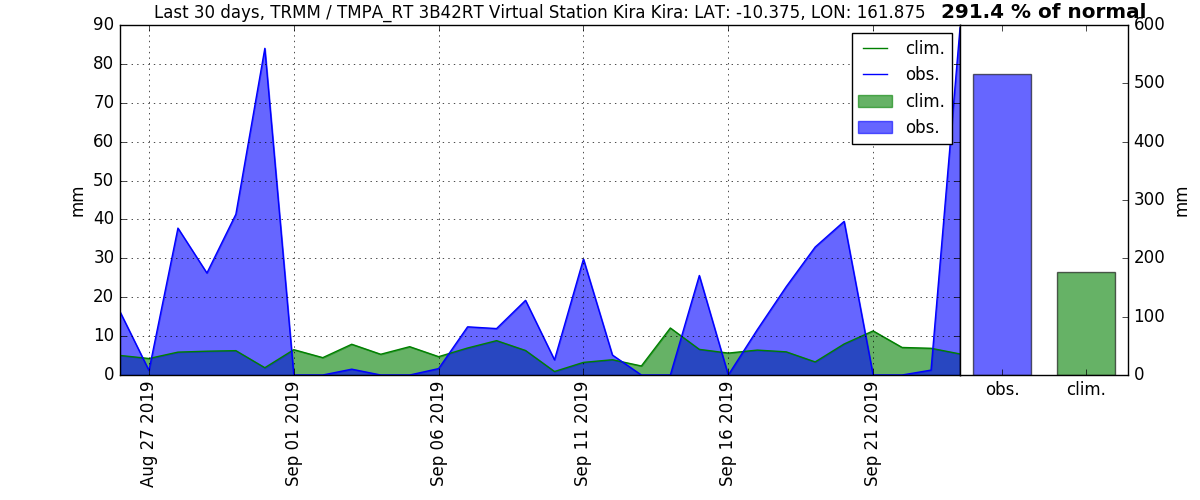 Last 30 days, TRMM / TMPA_RT 3B42RT Virtual Station Kira Kira: LAT: -10.375, LON: 161.875 291.4 % of normal
90
80
70
60
50
40
30
20
10
0
mm
clim.
obs.
clim.
obs.
600
500
400
300
200
100
0
mm
Aug 27 2019
Sep 01 2019
Sep 06 2019
Sep 11 2019
Sep 16 2019
Sep 21 2019
obs. clim.